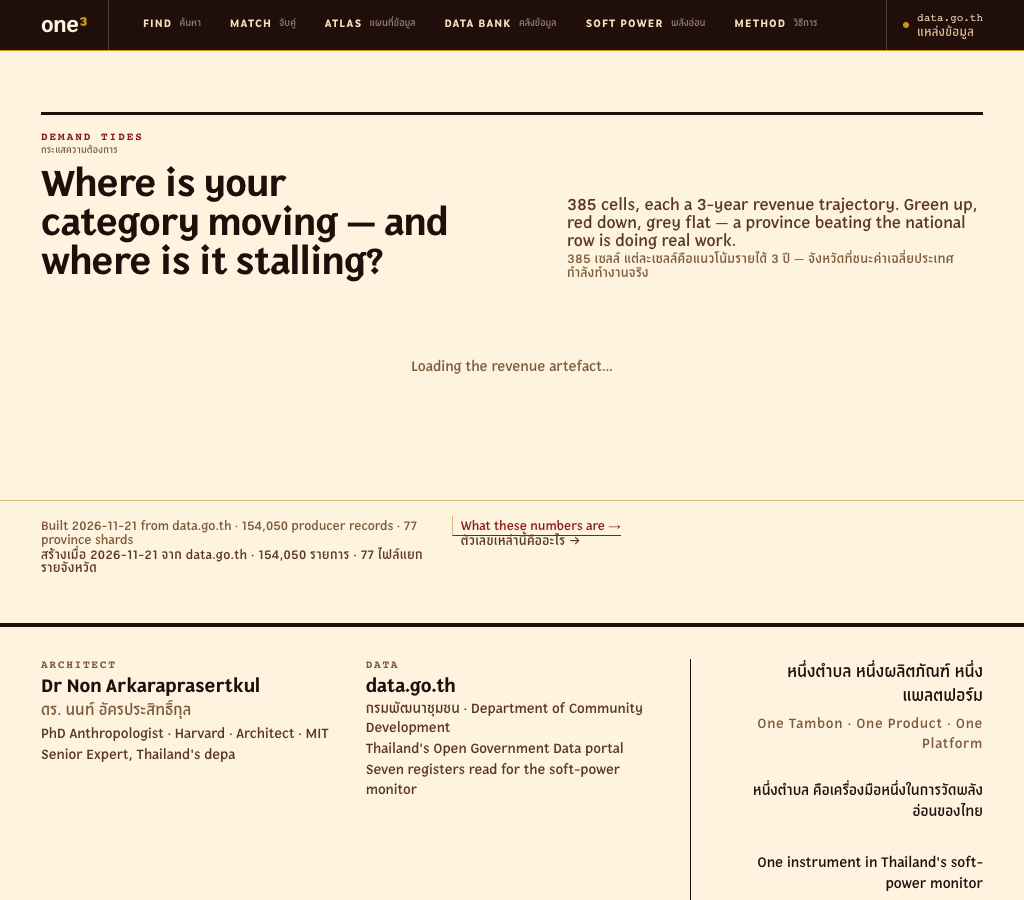 one³
FIND ค้นหา
MATCH จับคู่
ATLAS แผนที่ข้อมูล
DATA BANK คลังข้อมูล
SOFT POWER พลังอ่อน
METHOD วิธีการ
data.go.th
แหล่งข้อมูล
DEMAND TIDES
กระแสความต้องการ
Where is your
category moving — and
where is it stalling?
385 cells, each a 3-year revenue trajectory. Green up,
red down, grey flat — a province beating the national
row is doing real work.
385 เซลล์ แต่ละเซลล์คือแนวโน้มรายได้ 3 ปี — จังหวัดที่ชนะค่าเฉลี่ยประเทศ
กำลังทำงานจริง
Loading the revenue artefact…
Built 2026-11-21 from data.go.th · 154,050 producer records · 77
province shards
สร้างเมื่อ 2026-11-21 จาก data.go.th · 154,050 รายการ · 77 ไฟล์แยก
รายจังหวัด
What these numbers are →
ตัวเลขเหล่านี้คืออะไร →
ARCHITECT
Dr Non Arkaraprasertkul
ดร. นนท์ อัครประสิทธิ์กุล
PhD Anthropologist · Harvard · Architect · MIT
Senior Expert, Thailand's depa
DATA
data.go.th
กรมพัฒนาชุมชน · Department of Community
Development
Thailand's Open Government Data portal
Seven registers read for the soft-power
monitor
หนึ่งตำบล หนึ่งผลิตภัณฑ์ หนึ่ง
แพลตฟอร์ม
One Tambon · One Product · One
Platform
หนึ่งตำบล คือเครื่องมือหนึ่งในการวัดพลัง
อ่อนของไทย
One instrument in Thailand's soft-
power monitor